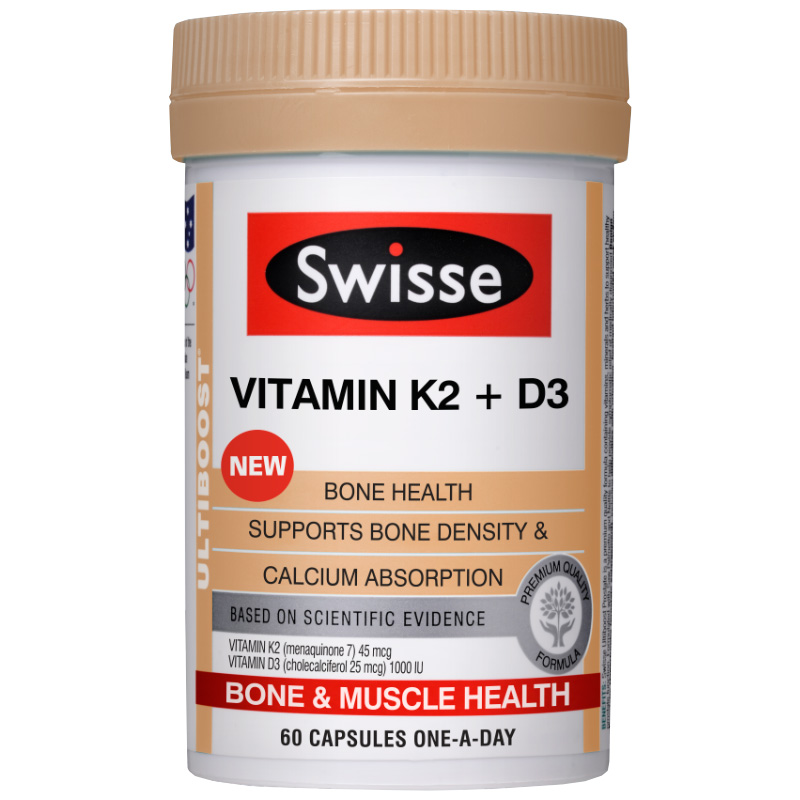 Swisse
VITAMIN K2 + D3
ULTIBOOST
NEW
BONE HEALTH
SUPPORTS BONE DENSITY &
CALCIUM ABSORPTION
BASED ON SCIENTIFIC EVIDENCE
PREMIUM QUALITY
FORMULA
VITAMIN K2 (menaquinone 7) 45 mcg
VITAMIN D3 (cholecalciferol 25 mcg) 1000 IU
BONE & MUSCLE HEALTH
60 CAPSULES ONE-A-DAY